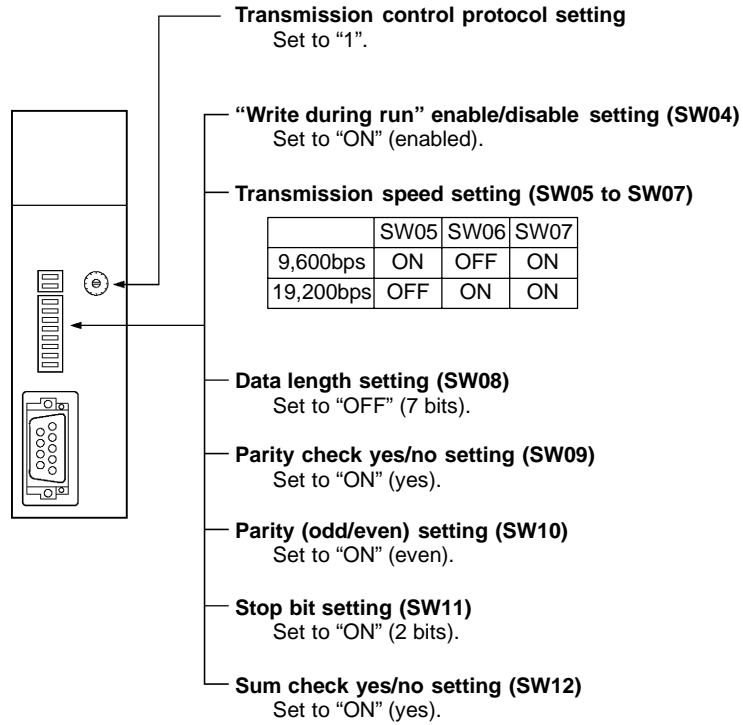 Transmission control protocol setting
Set to “1”.
“Write during run” enable/disable setting (SW04)
Set to “ON” (enabled).
Transmission speed setting (SW05 to SW07)
SW05 SW06 SW07
9,600bps ON OFF ON
19,200bps OFF ON ON
Data length setting (SW08)
Set to “OFF” (7 bits).
Parity check yes/no setting (SW09)
Set to “ON” (yes).
Parity (odd/even) setting (SW10)
Set to “ON” (even).
Stop bit setting (SW11)
Set to “ON” (2 bits).
Sum check yes/no setting (SW12)
Set to “ON” (yes).